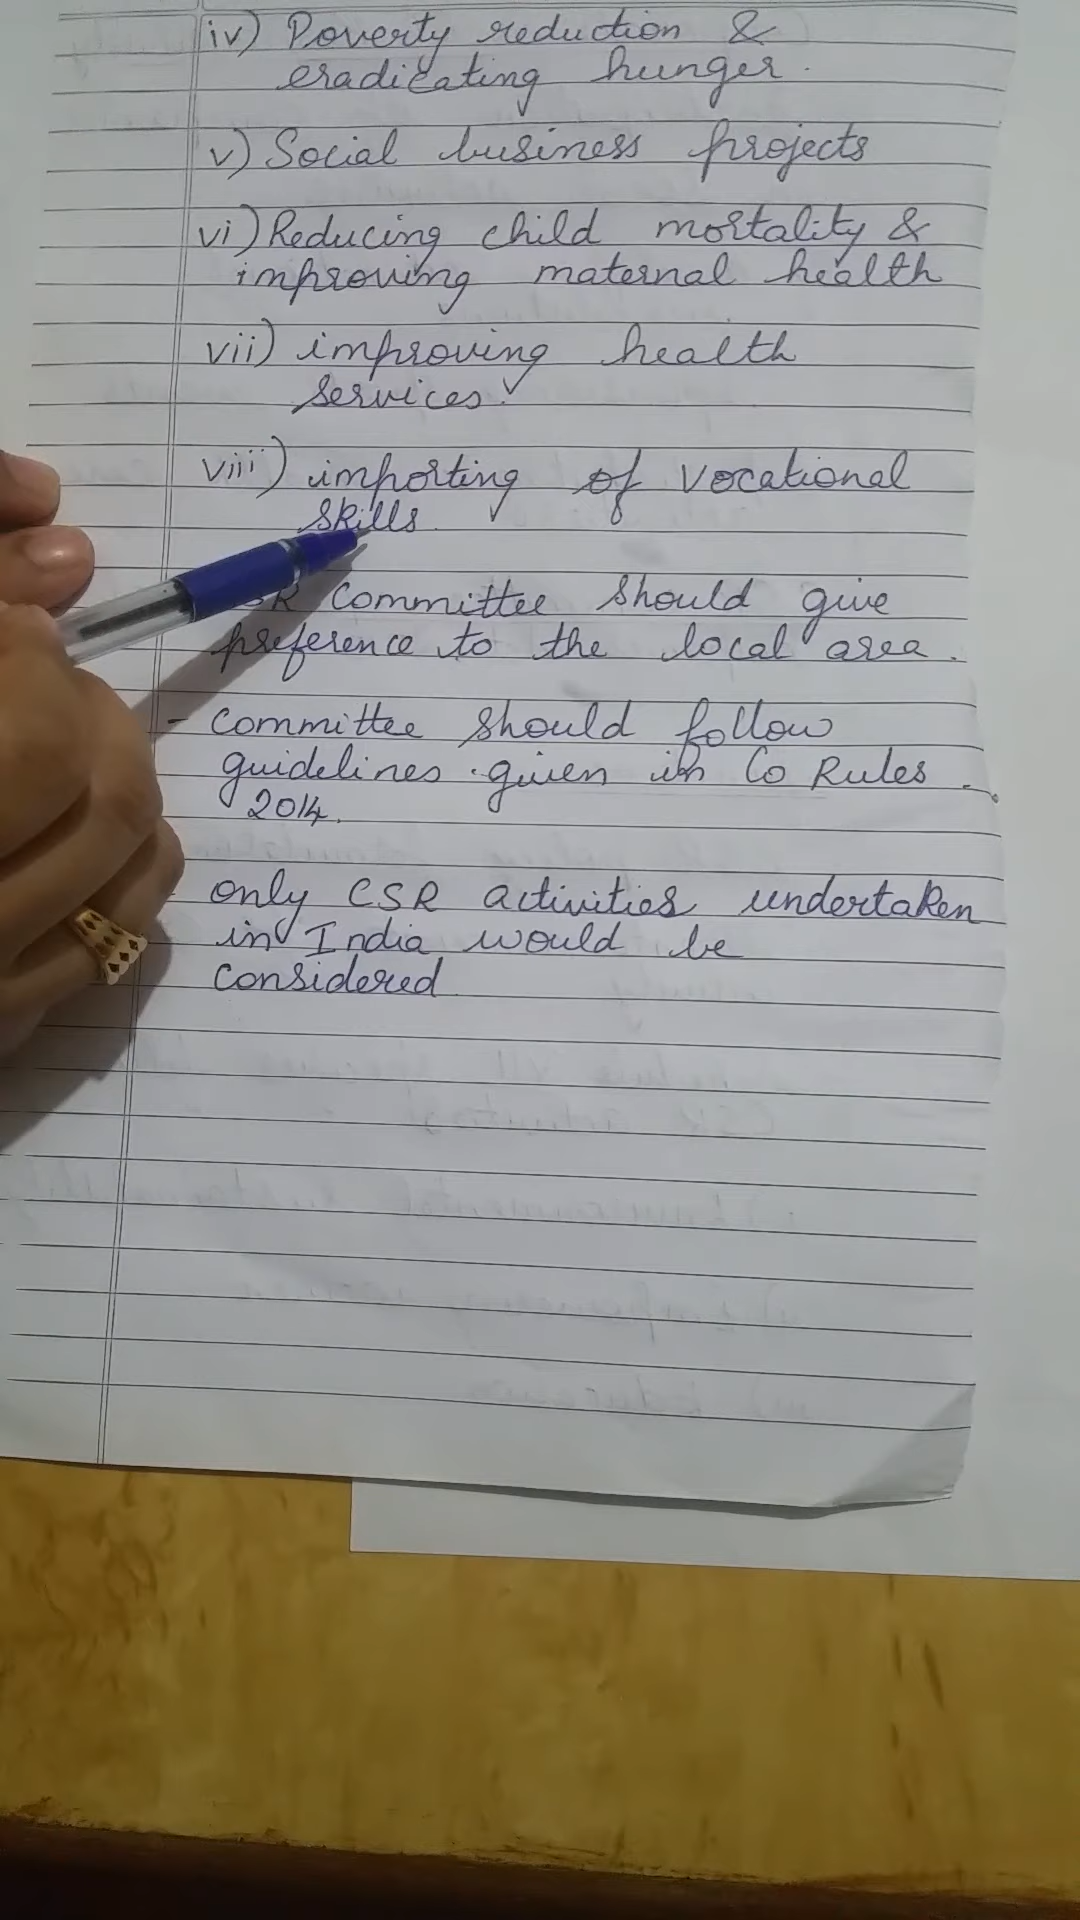 iv) Poverty reduction &
eradicating hunger.
v) Social business projects
vi) Reducing child mortality &
improving maternal health
vii) improving health
services.
viii) importing of vocational
skills
committee should give
preference to the local area.
- committee should follow
guidelines given in Co Rules.
2014.
- only CSR activities undertaken
in India would be
considered